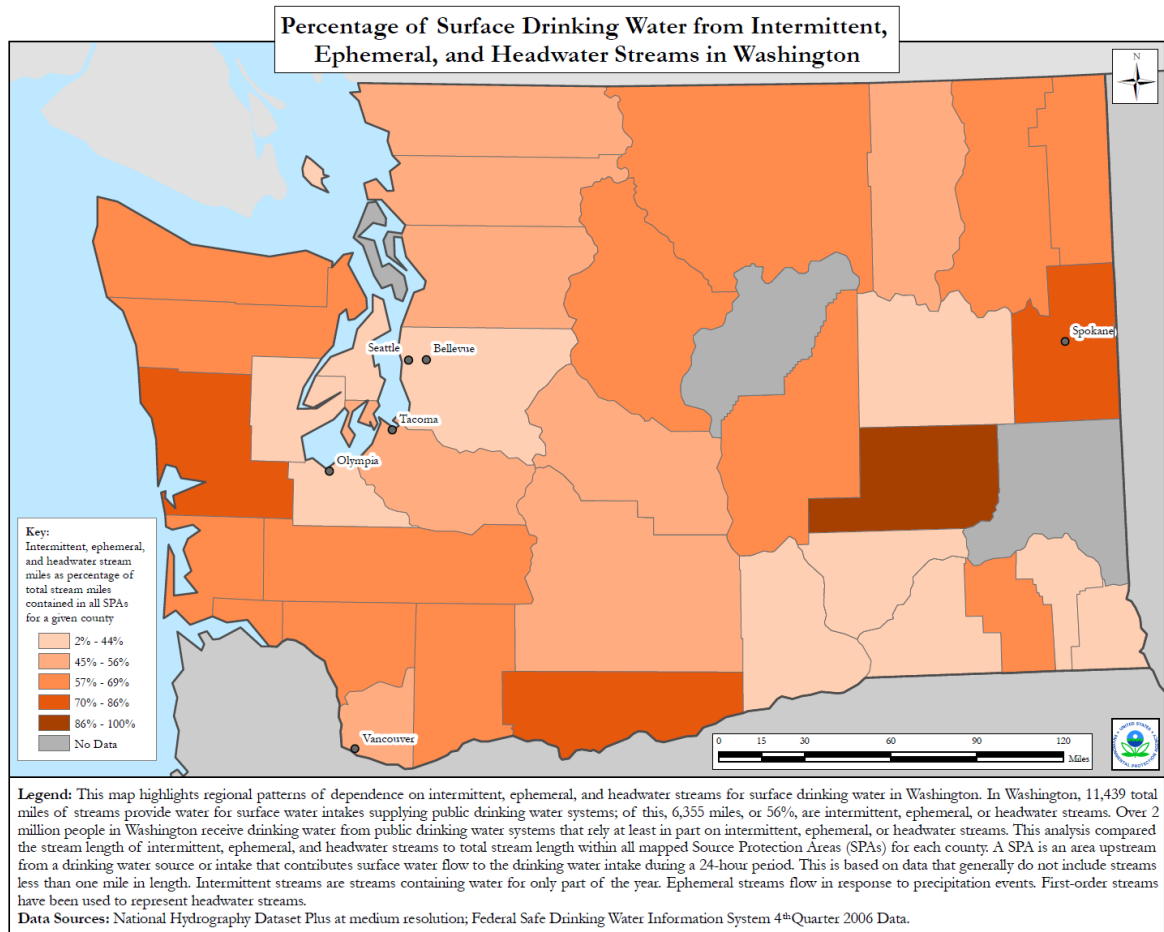 Percentage of Surface Drinking Water from Intermittent,
Ephemeral, and Headwater Streams in Washington
N
Spokane
Seattle
Bellevue
Tacoma
Olympia
Key:
Intermittent, ephemeral,
and headwater stream
miles as percentage of
total stream miles
contained in all SPAs
for a given county
2% - 44%
45% - 56%
57% - 69%
70% - 86%
86% - 100%
No Data
Vancouver
0 15 30 60 90 120
Miles
UNITED STATES
ENVIRONMENTAL PROTECTION AGENCY
Legend: This map highlights regional patterns of dependence on intermittent, ephemeral, and headwater streams for surface drinking water in Washington. In Washington, 11,439 total
miles of streams provide water for surface water intakes supplying public drinking water systems; of this, 6,355 miles, or 56%, are intermittent, ephemeral, or headwater streams. Over 2
million people in Washington receive drinking water from public drinking water systems that rely at least in part on intermittent, ephemeral, or headwater streams. This analysis compared
the stream length of intermittent, ephemeral, and headwater streams to total stream length within all mapped Source Protection Areas (SPAs) for each county. A SPA is an area upstream
from a drinking water source or intake that contributes surface water flow to the drinking water intake during a 24-hour period. This is based on data that generally do not include streams
less than one mile in length. Intermittent streams are streams containing water for only part of the year. Ephemeral streams flow in response to precipitation events. First-order streams
have been used to represent headwater streams.
Data Sources: National Hydrography Dataset Plus at medium resolution; Federal Safe Drinking Water Information System 4thQuarter 2006 Data.